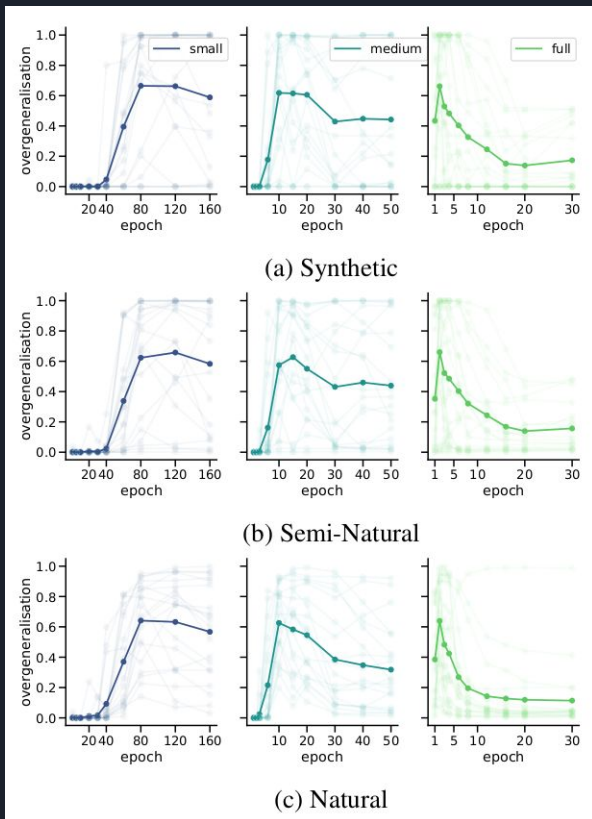 overgeneralisation
1.0
0.8
0.6
0.4
0.2
0.0
small
medium
full
20 40 80 120 160
10 20 30 40 50
1 5 10 20 30
epoch epoch epoch
(a) Synthetic
overgeneralisation
1.0
0.8
0.6
0.4
0.2
0.0
20 40 80 120 160
10 20 30 40 50
1 5 10 20 30
epoch epoch epoch
(b) Semi-Natural
overgeneralisation
1.0
0.8
0.6
0.4
0.2
0.0
20 40 80 120 160
10 20 30 40 50
1 5 10 20 30
epoch epoch epoch
(c) Natural